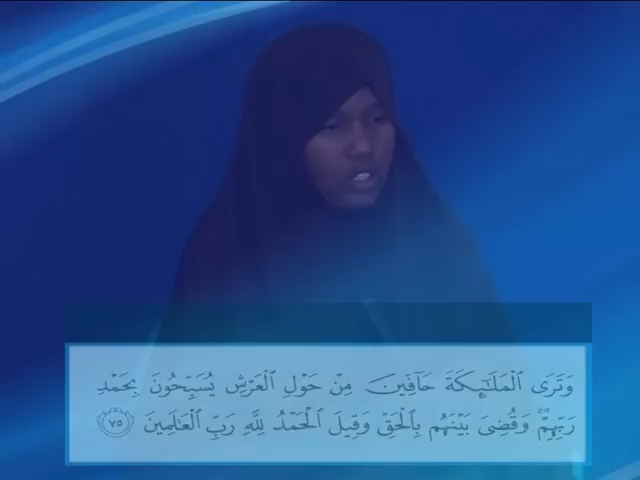 وَتَرَى ٱلْمَلَٰٓئِكَةَ حَآفِّينَ مِنْ حَوْلِ ٱلْعَرْشِ يُسَبِّحُونَ بِحَمْدِ
رَبِّهِمْۖ وَقُضِىَ بَيْنَهُم بِٱلْحَقِّ وَقِيلَ ٱلْحَمْدُ لِلَّهِ رَبِّ ٱلْعَٰلَمِينَ ٧٥